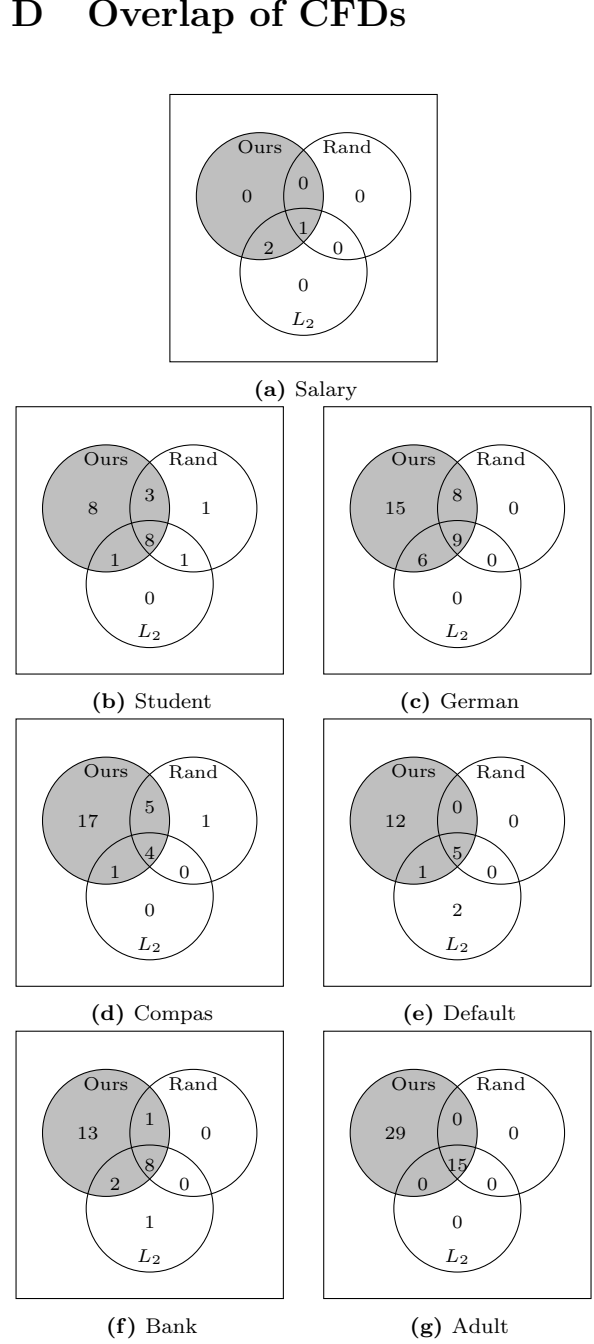 D Overlap of CFDs
Ours Rand
0 0 0
1
2 0
0
L2
(a) Salary
Ours Rand
8 3 1
8
1 1
0
L2
(b) Student
Ours Rand
15 8 0
9
6 0
0
L2
(c) German
Ours Rand
17 5 1
4
1 0
0
L2
(d) Compas
Ours Rand
12 0 0
5
1 0
2
L2
(e) Default
Ours Rand
13 1 0
8
2 0
1
L2
(f) Bank
Ours Rand
29 0 0
15
0 0
0
L2
(g) Adult